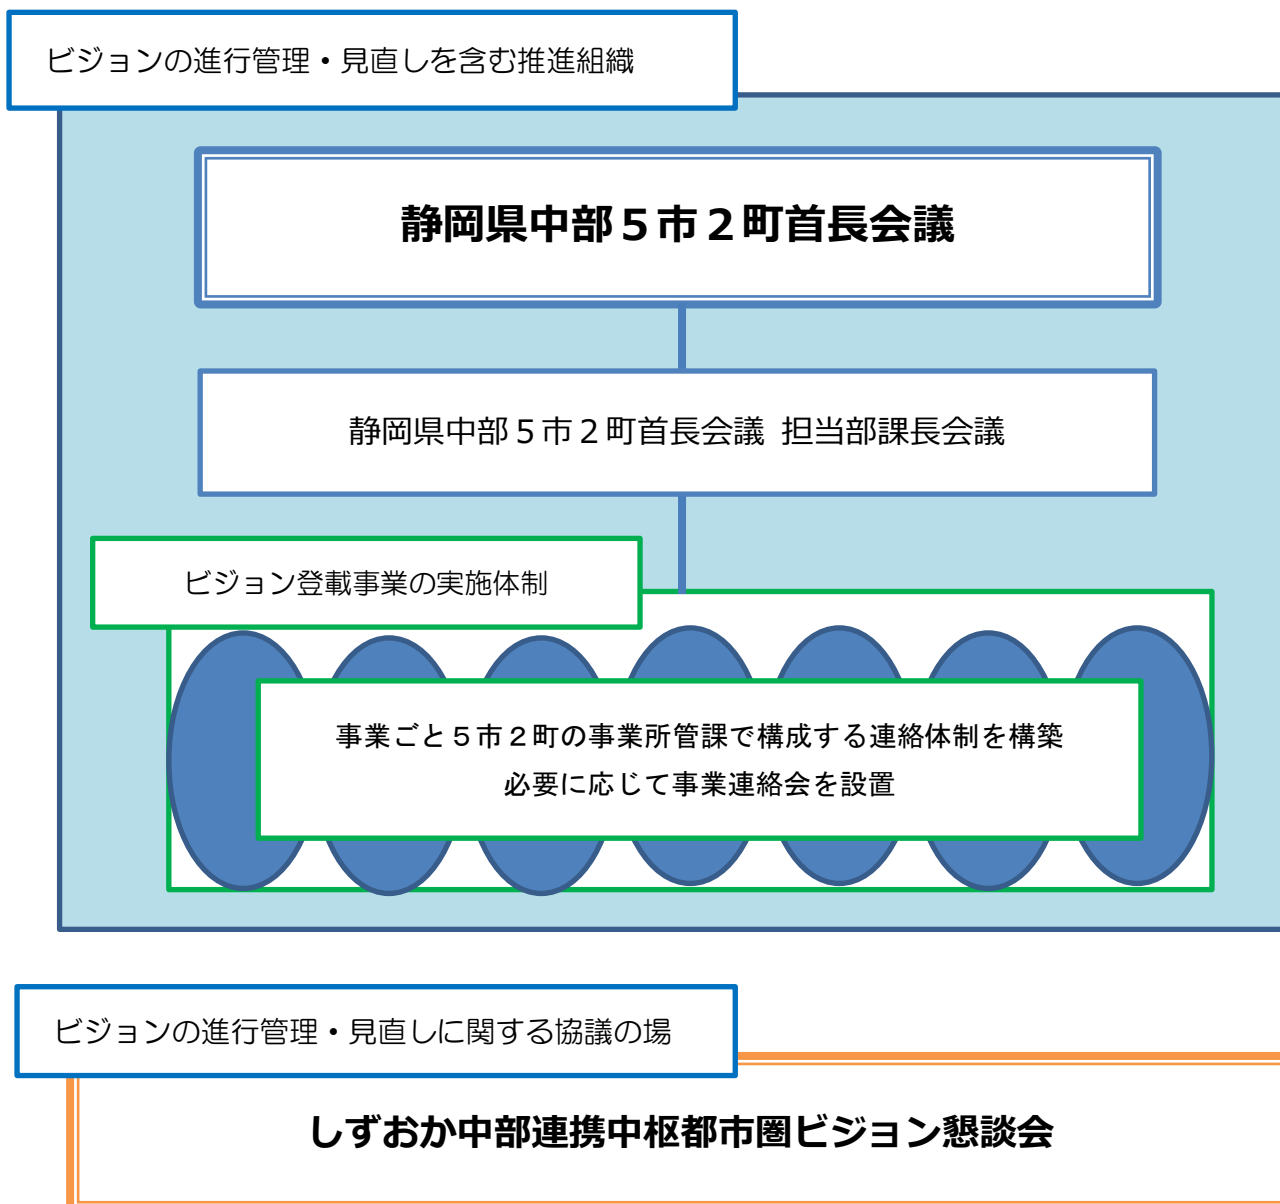 ビジョンの進行管理・見直しを含む推進組織
静岡県中部５市２町首長会議
静岡県中部５市２町首長会議 担当部課長会議
ビジョン登載事業の実施体制
事業ごと５市２町の事業所管課で構成する連絡体制を構築
必要に応じて事業連絡会を設置
ビジョンの進行管理・見直しに関する協議の場
しずおか中部連携中枢都市圏ビジョン懇談会